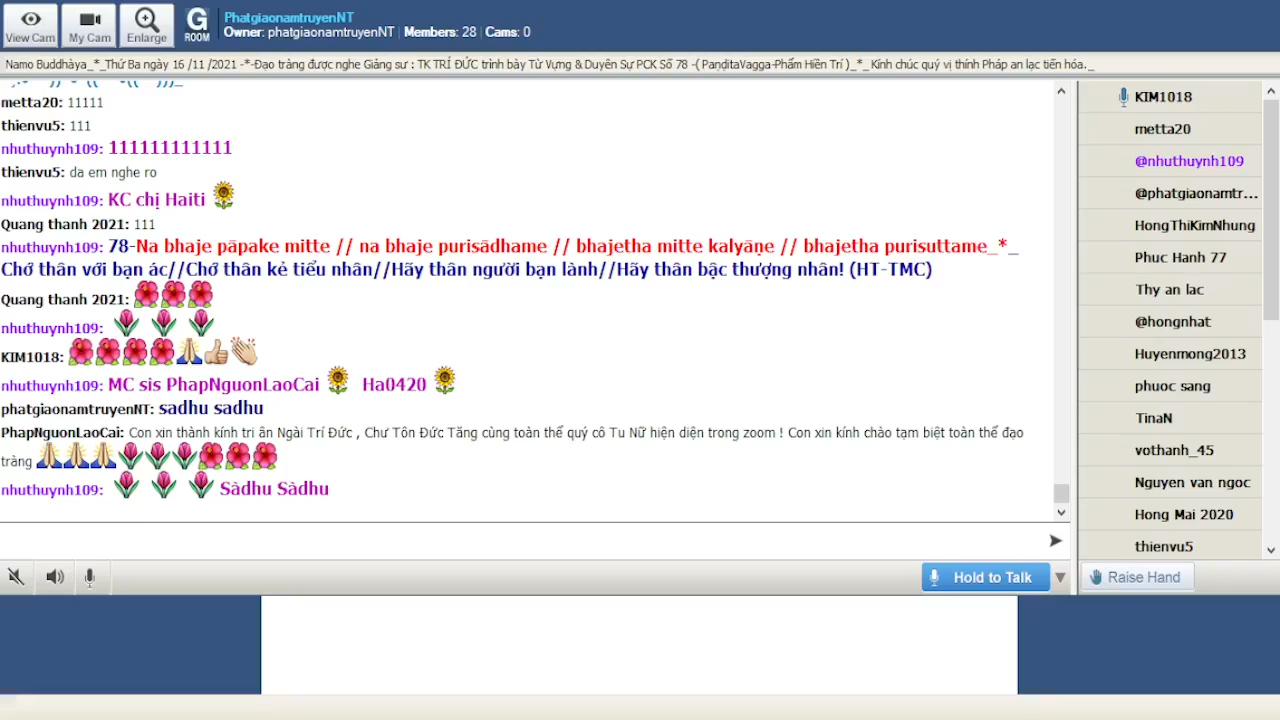 View Cam
My Cam
Enlarge
G
ROOM
PhatgiaonamtruyenNT
Owner: phatgiaonamtruyenNT | Members: 28 | Cams: 0
Namo Buddhàya_*_Thứ Ba ngày 16 /11 /2021 -*-Đạo tràng được nghe Giảng sư : TK TRÍ ĐỨC trình bày Từ Vựng & Duyên Sự PCK Số 78 -( PanditaVagga-Phẩm Hiền Trí )_*_ Kính chúc quý vị thính Pháp an lạc tiến hóa._
metta20: 11111
thienvu5: 111
nhuthuynh109: 111111111111
thienvu5: da em nghe ro
nhuthuynh109: KC chị Haiti
Quang thanh 2021: 111
nhuthuynh109: 78-Na bhaje pāpake mitte // na bhaje purisādhame // bhajetha mitte kalyāṇe // bhajetha purisuttame_*_
Chớ thân với bạn ác//Chớ thân kẻ tiểu nhân//Hãy thân người bạn lành//Hãy thân bậc thượng nhân! (HT-TMC)
Quang thanh 2021:
nhuthuynh109:
KIM1018:
nhuthuynh109: MC sis PhapNguonLaoCai Ha0420
phatgiaonamtruyenNT: sadhu sadhu
PhapNguonLaoCai: Con xin thành kính tri ân Ngài Trí Đức , Chư Tôn Đức Tăng cùng toàn thể quý cô Tu Nữ hiện diện trong zoom ! Con xin kính chào tạm biệt toàn thể đạo
tràng
nhuthuynh109: Sàdhu Sàdhu
Hold to Talk
KIM1018
metta20
@nhuthuynh109
@phatgiaonamtr...
HongThiKimNhung
Phuc Hanh 77
Thy an lac
@hongnhat
Huyenmong2013
phuoc sang
TinaN
vothanh_45
Nguyen van ngoc
Hong Mai 2020
thienvu5
Raise Hand